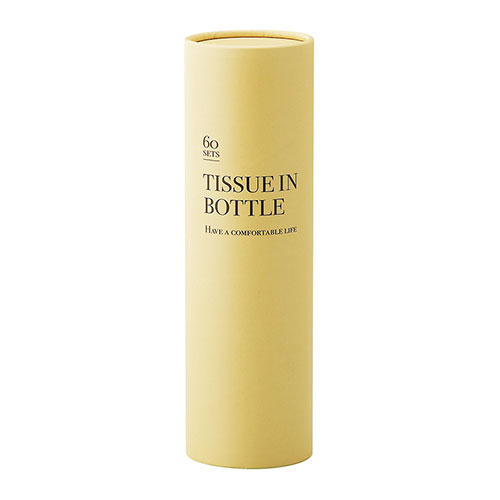 60
SETS
TISSUE IN
BOTTLE
HAVE A COMFORTABLE LIFE